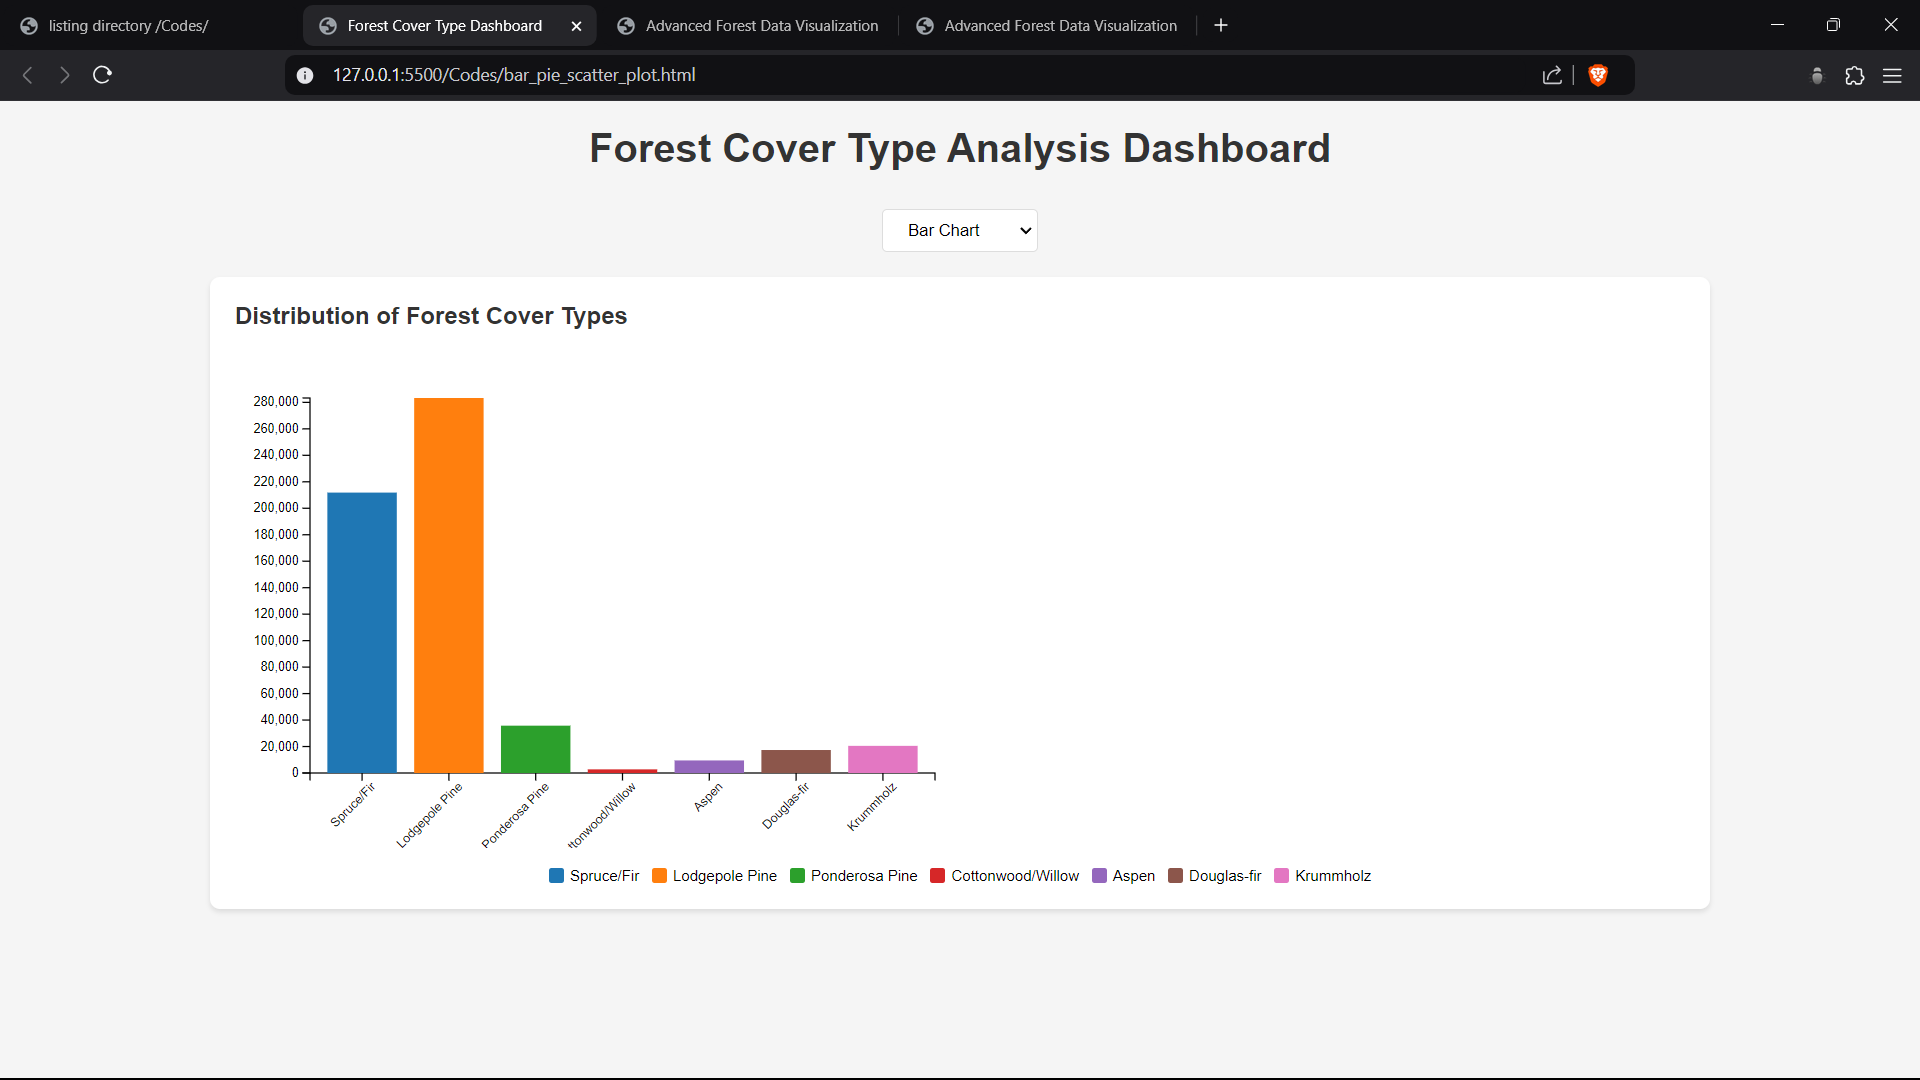 listing directory /Codes/
Forest Cover Type Dashboard
Advanced Forest Data Visualization
Advanced Forest Data Visualization
127.0.0.1:5500/Codes/bar_pie_scatter_plot.html
Forest Cover Type Analysis Dashboard
Bar Chart
Distribution of Forest Cover Types
280,000
260,000
240,000
220,000
200,000
180,000
160,000
140,000
120,000
100,000
80,000
60,000
40,000
20,000
0
Spruce/Fir
Lodgepole Pine
Ponderosa Pine
ttonwood/Willow
Aspen
Douglas-fir
Krummholz
Spruce/Fir Lodgepole Pine Ponderosa Pine Cottonwood/Willow Aspen Douglas-fir Krummholz